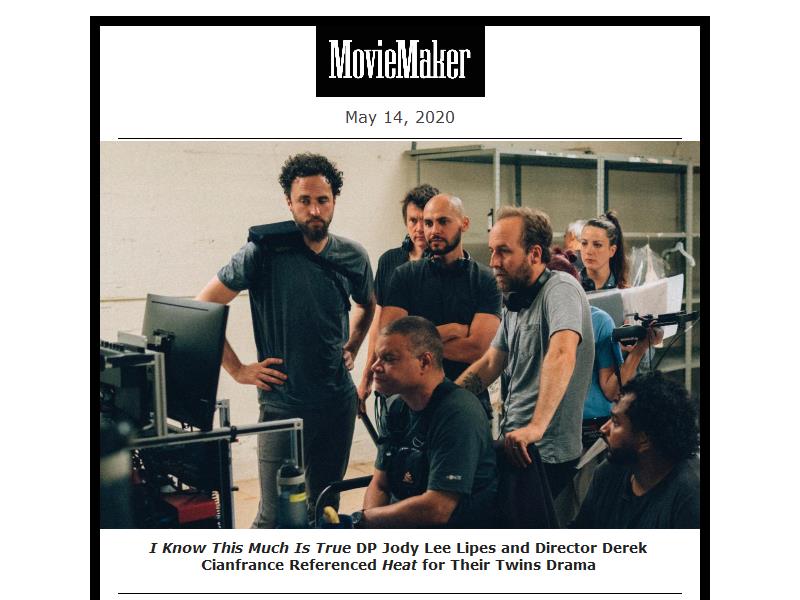 MovieMaker
May 14, 2020
I Know This Much Is True DP Jody Lee Lipes and Director Derek
Cianfrance Referenced Heat for Their Twins Drama